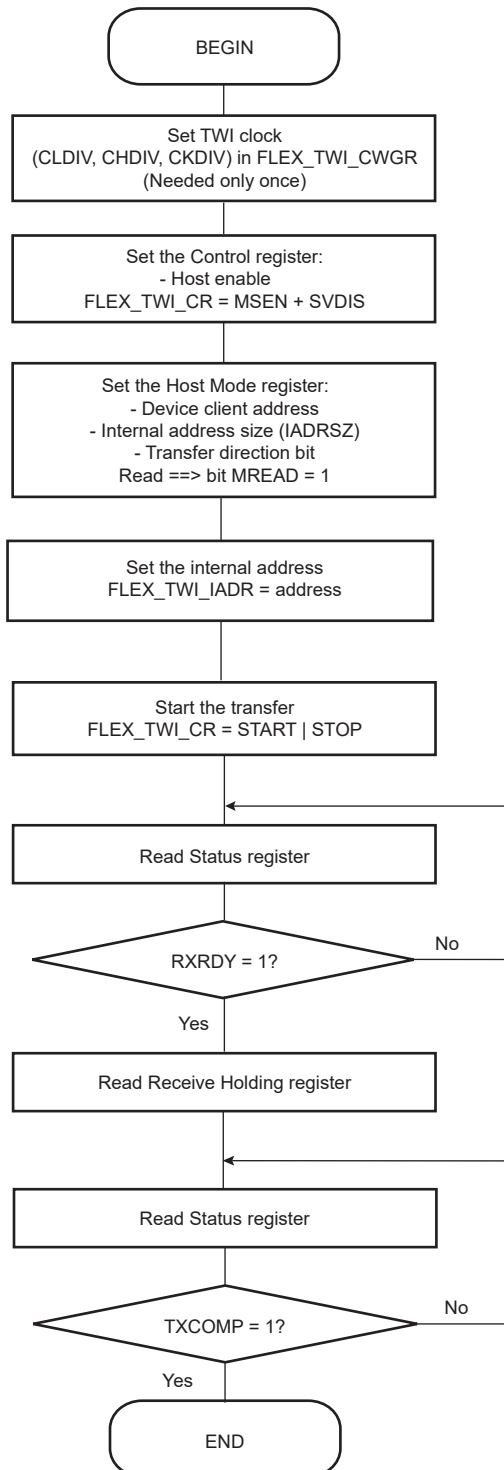 BEGIN
Set TWI clock
(CLDIV, CHDIV, CKDIV) in FLEX_TWI_CWGR
(Needed only once)
Set the Control register:
- Host enable
FLEX_TWI_CR = MSEN + SVDIS
Set the Host Mode register:
- Device client address
- Internal address size (IADRSZ)
- Transfer direction bit
Read ==> bit MREAD = 1
Set the internal address
FLEX_TWI_IADR = address
Start the transfer
FLEX_TWI_CR = START | STOP
Read Status register
RXRDY = 1?
No
Yes
Read Receive Holding register
Read Status register
TXCOMP = 1?
No
Yes
END